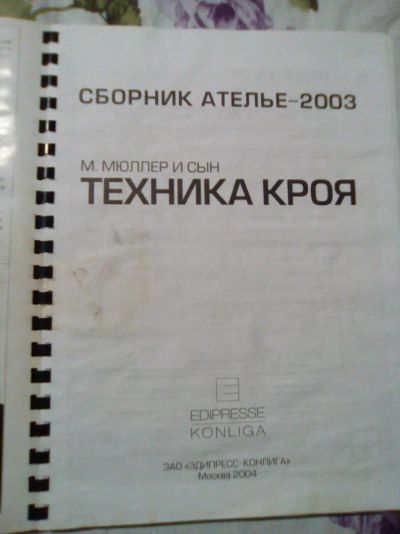 СБОРНИК АТЕЛЬЕ-2003
М. МЮЛЛЕР И СЫН
ТЕХНИКА КРОЯ
E
EDIPRESSE
KONLIGA
ЗАО «ЭДИПРЕСС-КОНЛИГА»
Москва 2004